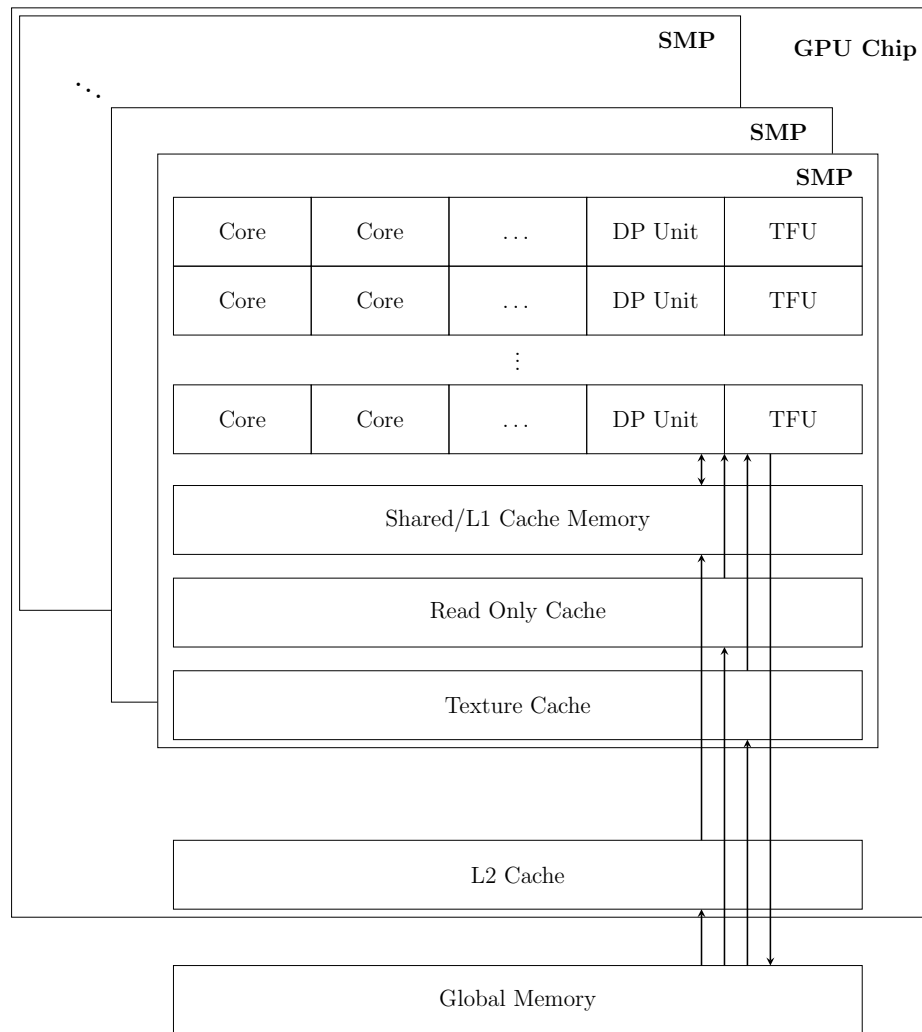 SMP
GPU Chip
⋱
SMP
SMP
Core Core ... DP Unit TFU
Core Core ... DP Unit TFU
⋮
Core Core ... DP Unit TFU
Shared/L1 Cache Memory
Read Only Cache
Texture Cache
L2 Cache
Global Memory